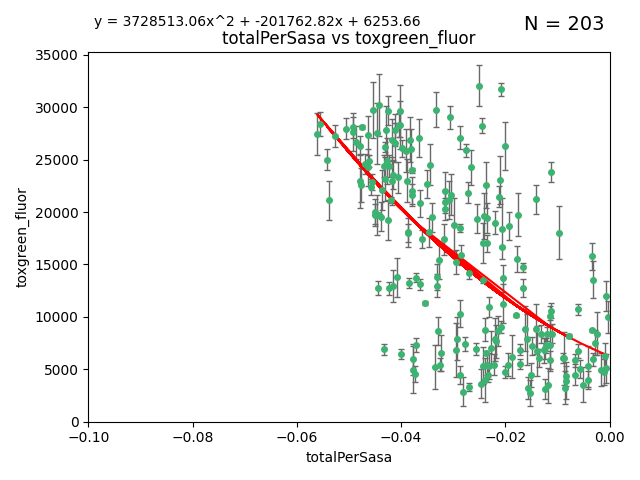 y = 3728513.06x^2 + -201762.82x + 6253.66
N = 203
totalPerSasa vs toxgreen_fluor
35000
30000
25000
20000
15000
10000
5000
0
toxgreen_fluor
−0.10 −0.08 −0.06 −0.04 −0.02 0.00
totalPerSasa